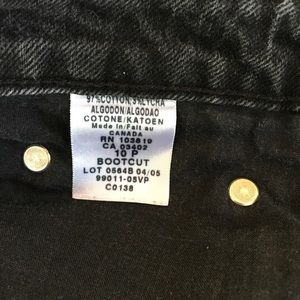 97%COTTON/3%LYCRA
ALGODON/ALGODAO
COTONE/KATOEN
Made in/Fait au
CANADA
RN 103819
CA 03402
10 P
BOOTCUT
LOT 0564B 04/05
99011-05VP
C0138